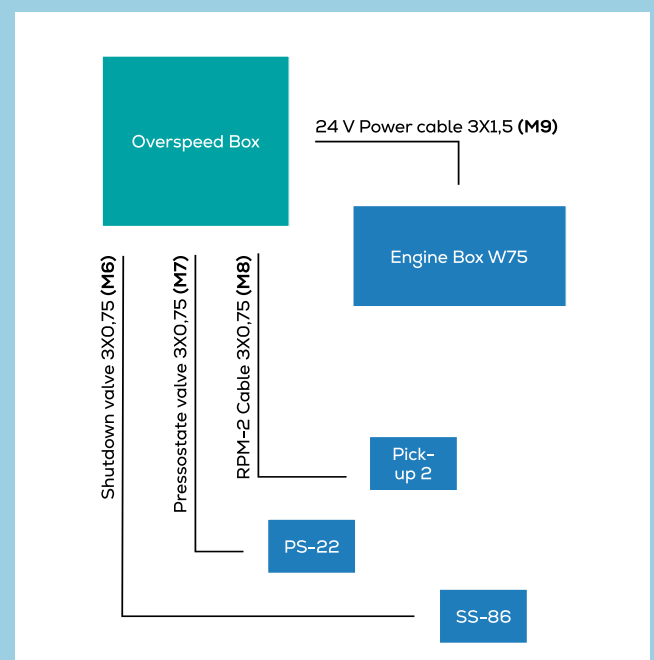 Overspeed Box
24 V Power cable 3X1,5 (M9)
Engine Box W75
Shutdown valve 3X0,75 (M6)
Pressostate valve 3X0,75 (M7)
RPM-2 Cable 3X0,75 (M8)
Pick-
up 2
PS-22
SS-86